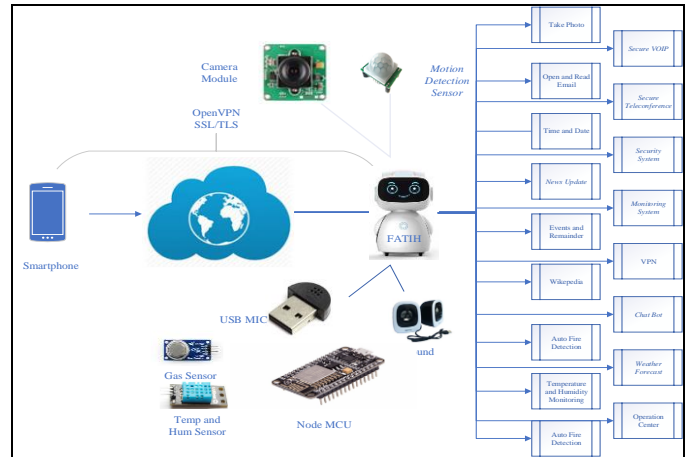 Camera
Module
Motion
Detection
Sensor
OpenVPN
SSL/TLS
Smartphone
FATIH
USB MIC
und
Gas Sensor
Temp and
Hum Sensor
Node MCU
Take Photo
Secure VOIP
Open and Read
Email
Secure
Teleconference
Time and Date
Security
System
News Update
Monitoring
System
Events and
Remainder
VPN
Wikepedia
Chat Bot
Auto Fire
Detection
Weather
Forecast
Temperature
and Humidity
Monitoring
Operation
Center
Auto Fire
Detection